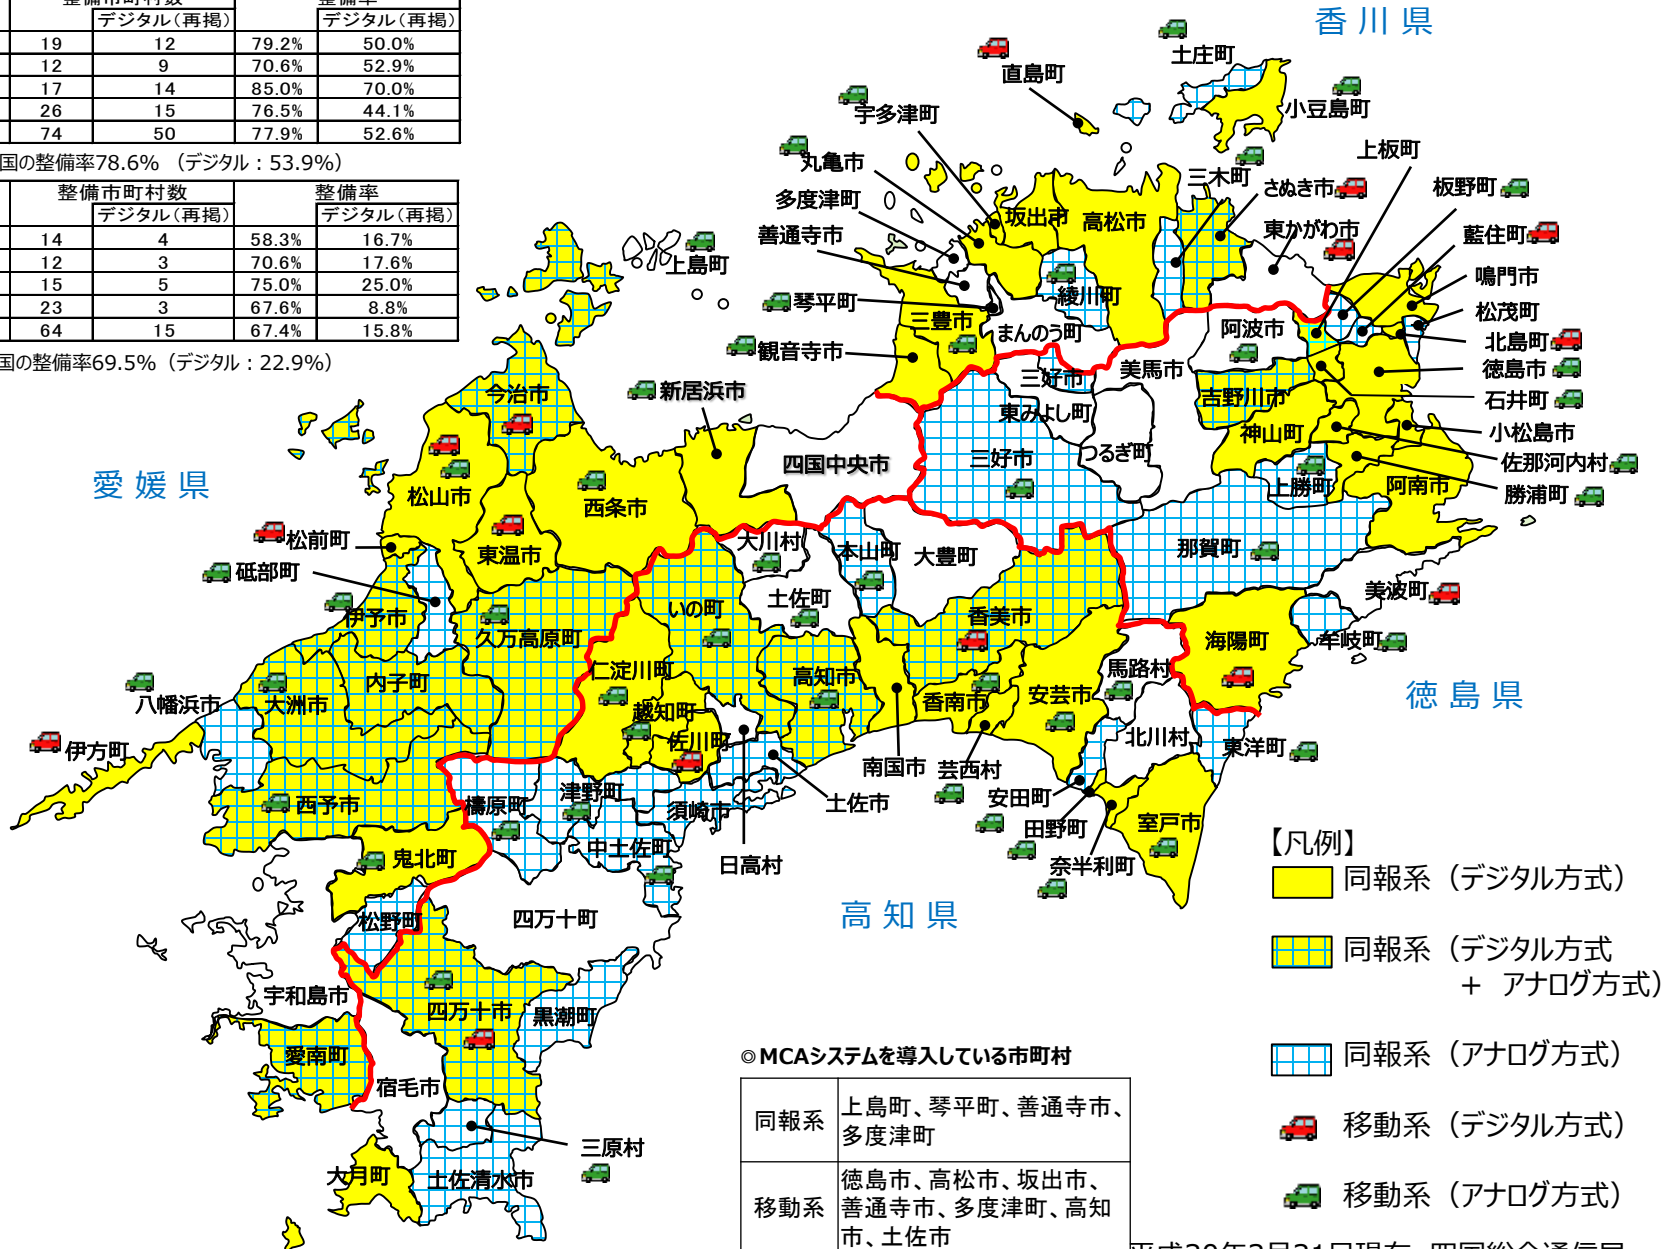 整備市町村数 整備率
デジタル(再掲) デジタル(再掲)
19 12 79.2% 50.0%
12 9 70.6% 52.9%
17 14 85.0% 70.0%
26 15 76.5% 44.1%
74 50 77.9% 52.6%
国の整備率78.6% (デジタル:53.9%)
整備市町村数 整備率
デジタル(再掲) デジタル(再掲)
14 4 58.3% 16.7%
12 3 70.6% 17.6%
15 5 75.0% 25.0%
23 3 67.6% 8.8%
64 15 67.4% 15.8%
国の整備率69.5% (デジタル:22.9%)
香川県
土庄町
直島町
小豆島町
宇多津町
丸亀市
多度津町
善通寺市
上島町
琴平町
観音寺市
新居浜市
坂出市
高松市
三木町
さぬき市
東かがわ市
上板町
板野町
藍住町
鳴門市
松茂町
北島町
徳島市
石井町
小松島市
佐那河内村
勝浦町
綾川町
三豊市
まんのう町
阿波市
美馬市
三好市
東みよし町
吉野川市
神山町
つるぎ町
三好市
上勝町
阿南市
那賀町
美波町
牟岐町
海陽町
徳島県
愛媛県
今治市
松山市
西条市
四国中央市
東温市
松前町
砥部町
伊予市
久万高原町
内子町
大洲市
八幡浜市
伊方町
西予市
鬼北町
松野町
宇和島市
愛南町
大川村
本山町
大豊町
土佐町
いの町
香美市
仁淀川町
高知市
越知町
佐川町
香南市
安芸市
馬路村
北川村
東洋町
南国市
芸西村
安田町
田野町
奈半利町
室戸市
土佐市
日高村
須崎市
津野町
檮原町
中土佐町
四万十町
四万十市
黒潮町
宿毛市
三原村
大月町
土佐清水市
高知県
◎MCAシステムを導入している市町村
同報系 上島町、琴平町、善通寺市、
多度津町
移動系 徳島市、高松市、坂出市、
善通寺市、多度津町、高知
市、土佐市
【凡例】
同報系(デジタル方式)
同報系(デジタル方式
+ アナログ方式)
同報系(アナログ方式)
移動系(デジタル方式)
移動系(アナログ方式)
平成30年3月31日現在 四国総合通信局